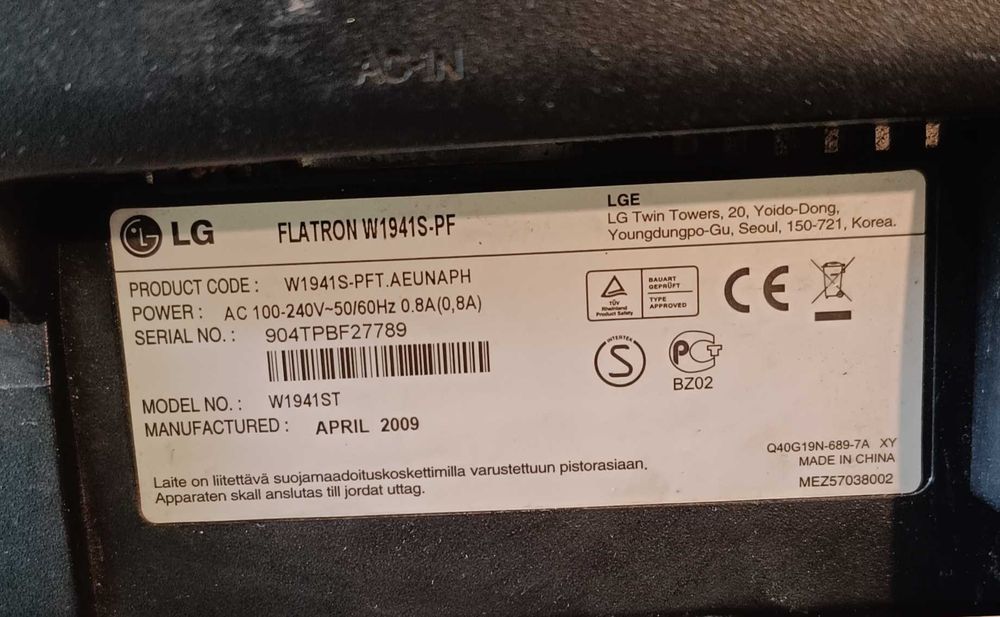 AC-IN
LG FLATRON W1941S-PF
LGE
LG Twin Towers, 20, Yoido-Dong,
Youngdungpo-Gu, Seoul, 150-721, Korea.
PRODUCT CODE : W1941S-PFT.AEUNAPH
POWER : AC 100-240V~50/60Hz 0.8A(0,8A)
SERIAL NO. : 904TPBF27789
MODEL NO. : W1941ST
MANUFACTURED : APRIL 2009
TÜV
Rheinland
Product Safety
BAUART
GEPRÜFT
TYPE
APPROVED
CE
INTERTEK
S
PCT
BZ02
Laite on liitettävä suojamaadoituskoskettimilla varustettuun pistorasiaan.
Apparaten skall anslutas till jordat uttag.
Q40G19N-689-7A XY
MADE IN CHINA
MEZ57038002